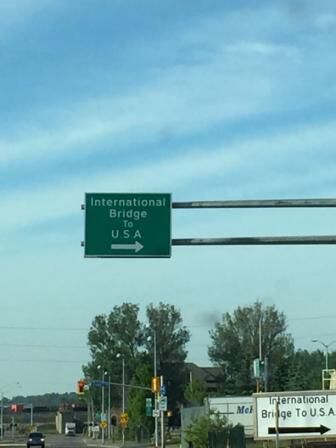 International
Bridge
To
U.S.A
International
Bridge To U.S.A.